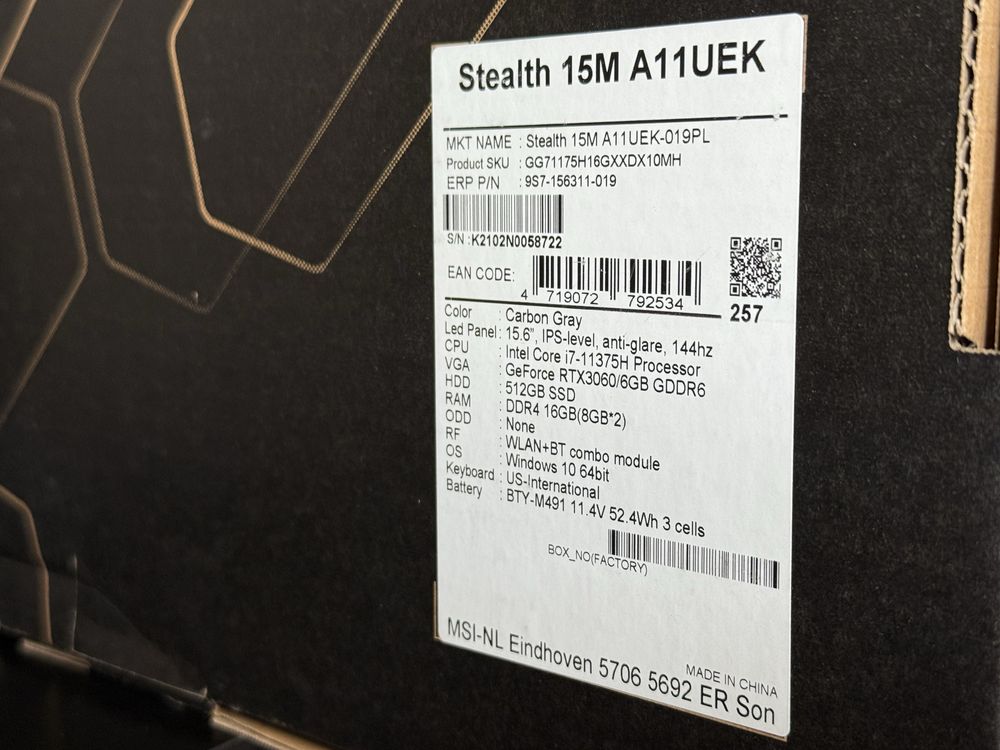 Stealth 15M A11UEK
MKT NAME : Stealth 15M A11UEK-019PL
Product SKU : GG71175H16GXXDX10MH
ERP P/N : 9S7-156311-019
S/N :K2102N0058722
EAN CODE:
4 719072 792534
257
Color : Carbon Gray
Led Panel : 15.6", IPS-level, anti-glare, 144hz
CPU : Intel Core i7-11375H Processor
VGA : GeForce RTX3060/6GB GDDR6
HDD : 512GB SSD
RAM : DDR4 16GB(8GB*2)
ODD : None
RF : WLAN+BT combo module
OS : Windows 10 64bit
Keyboard : US-International
Battery : BTY-M491 11.4V 52.4Wh 3 cells
BOX_NO(FACTORY)
MADE IN CHINA
MSI-NL Eindhoven 5706 5692 ER Son